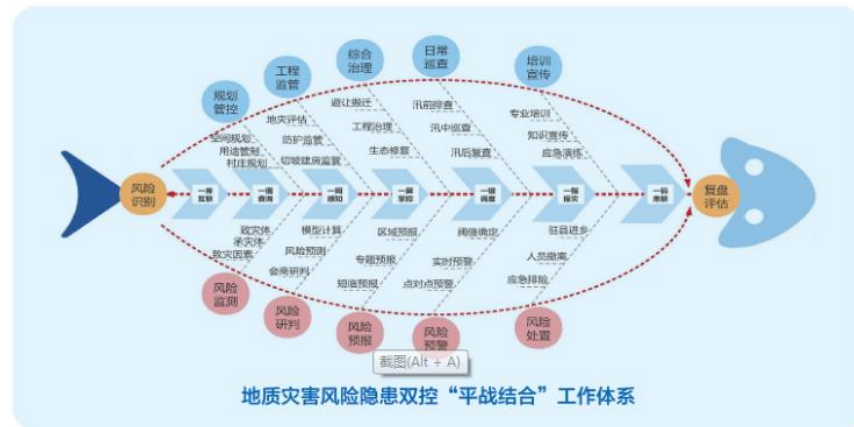 综合
治理
日常
巡查
工程
监管
培训
宣传
规划
管控
避让搬迁
汛前排查
地灾评估
专业培训
工程治理
汛中巡查
空间规划
防护监管
知识宣传
用途管制
生态修复
汛后复查
应急演练
村庄规划
切坡建房监管
风险
识别
一键
调度
复盘
评估
致灾体
模型计算
区域预报
阈值确定
驻县进乡
承灾体
风险预测
专题预报
实时预警
人员撤离
致灾因素
会商研判
短临预报
点对点预警
应急排险
风险
监测
风险
研判
风险
预报
风险
预警
风险
处置
截图(Alt + A)
地质灾害风险隐患双控“平战结合”工作体系